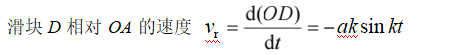 滑块 D 相对 OA 的速度 v_r = d(OD)/dt = -ak sin kt